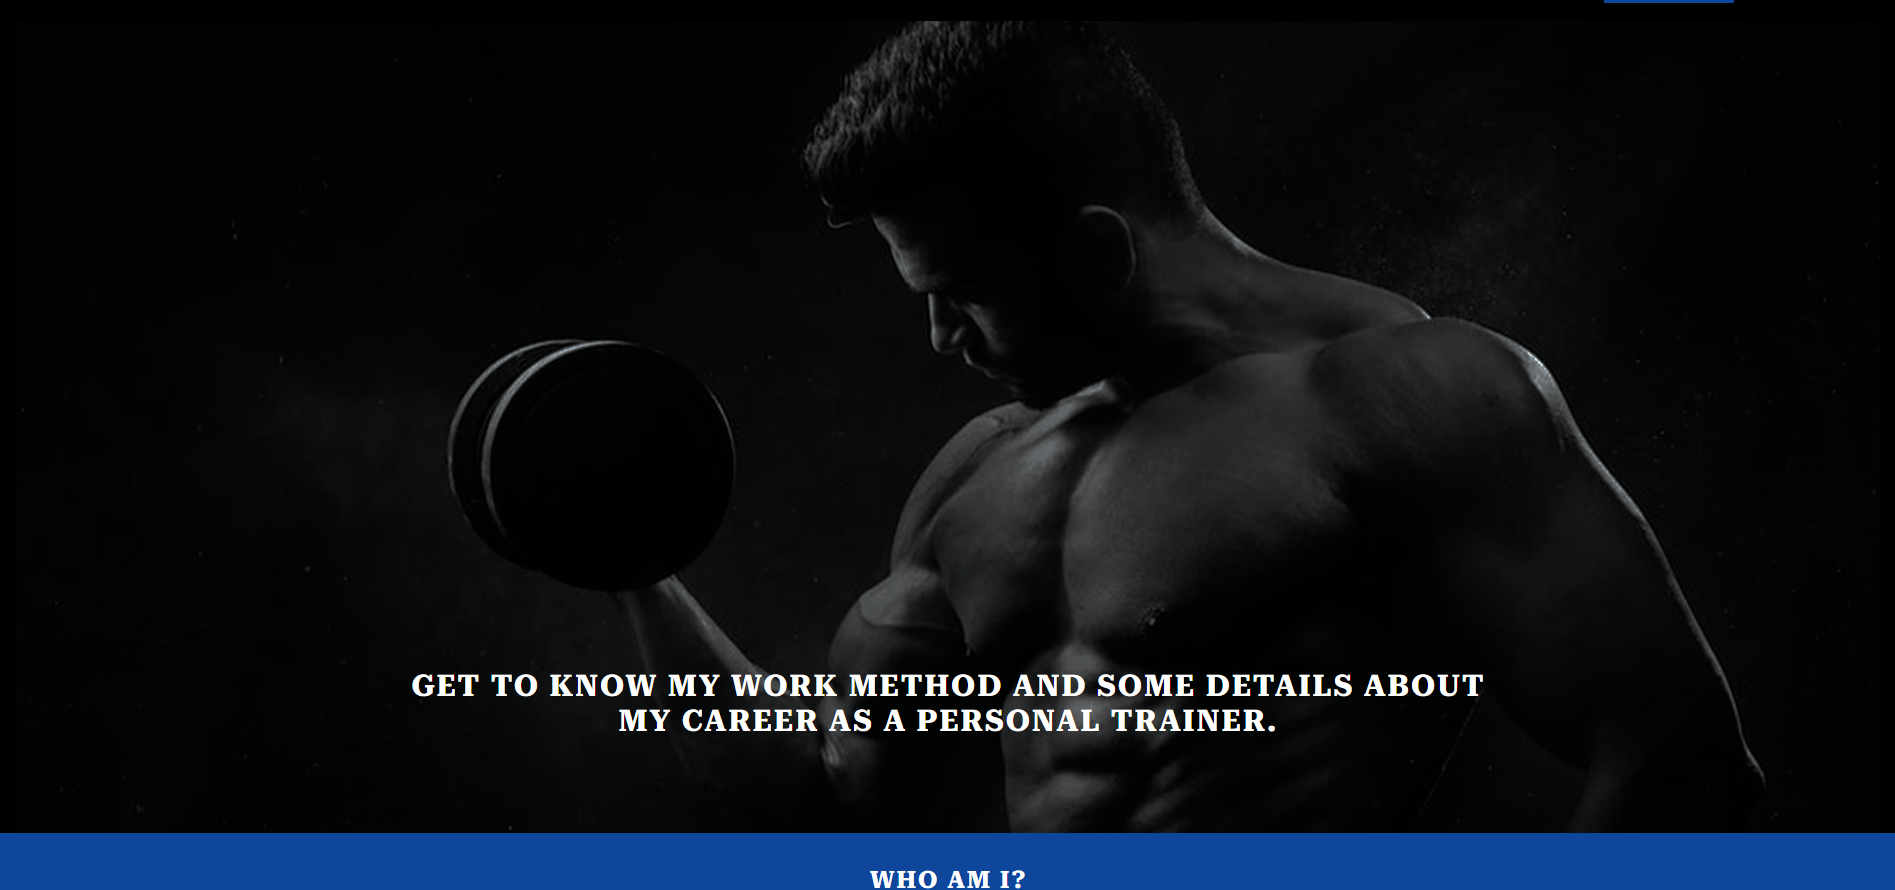 GET TO KNOW MY WORK METHOD AND SOME DETAILS ABOUT
MY CAREER AS A PERSONAL TRAINER.
WHO AM I?